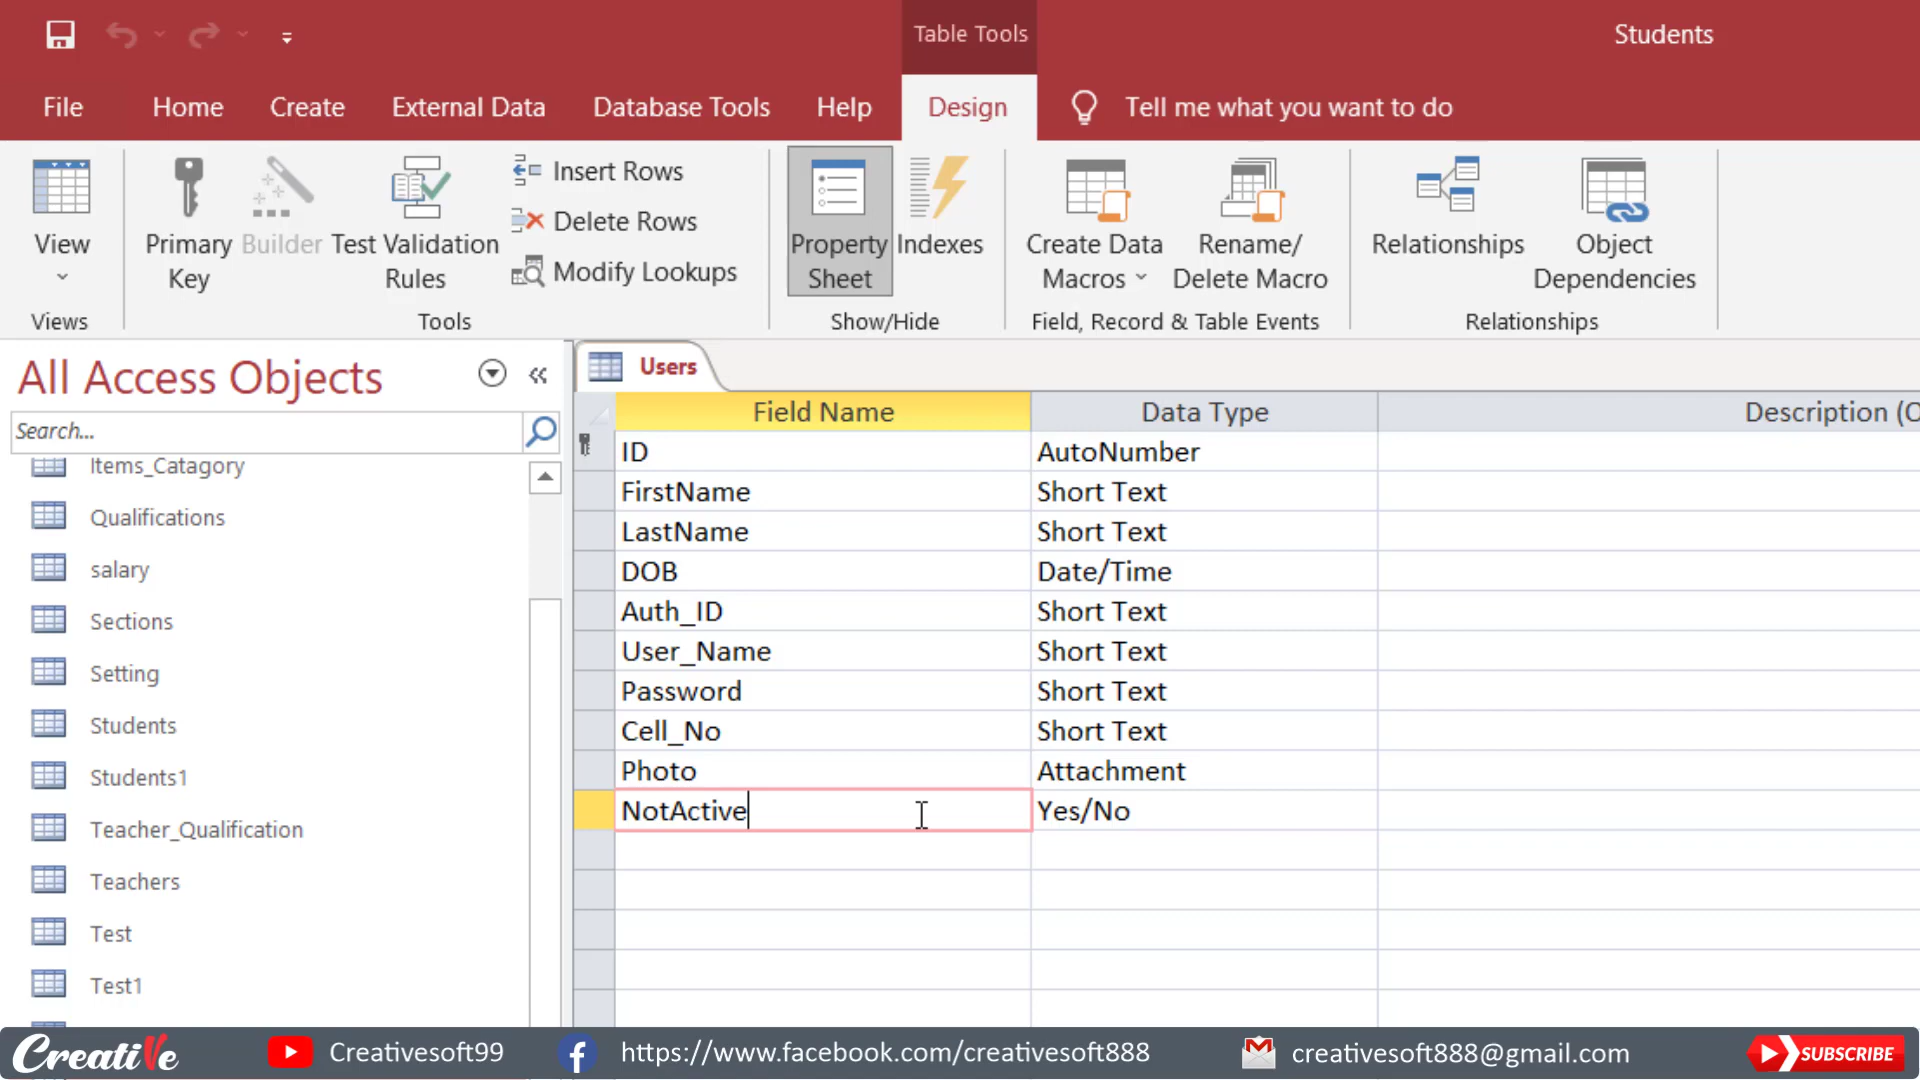 Table Tools
Students
File
Home
Create
External Data
Database Tools
Help
Design
Tell me what you want to do
View
Primary Key
Builder
Test Validation Rules
Insert Rows
Delete Rows
Modify Lookups
Property Sheet
Indexes
Create Data Macros
Rename/ Delete Macro
Relationships
Object Dependencies
Views
Tools
Show/Hide
Field, Record & Table Events
Relationships
All Access Objects
Search...
Items_Catagory
Qualifications
salary
Sections
Setting
Students
Students1
Teacher_Qualification
Teachers
Test
Test1
Users
Field Name Data Type Description (O
ID AutoNumber
FirstName Short Text
LastName Short Text
DOB Date/Time
Auth_ID Short Text
User_Name Short Text
Password Short Text
Cell_No Short Text
Photo Attachment
NotActive Yes/No
CreatiVe
Creativesoft99
https://www.facebook.com/creativesoft888
creativesoft888@gmail.com
SUBSCRIBE